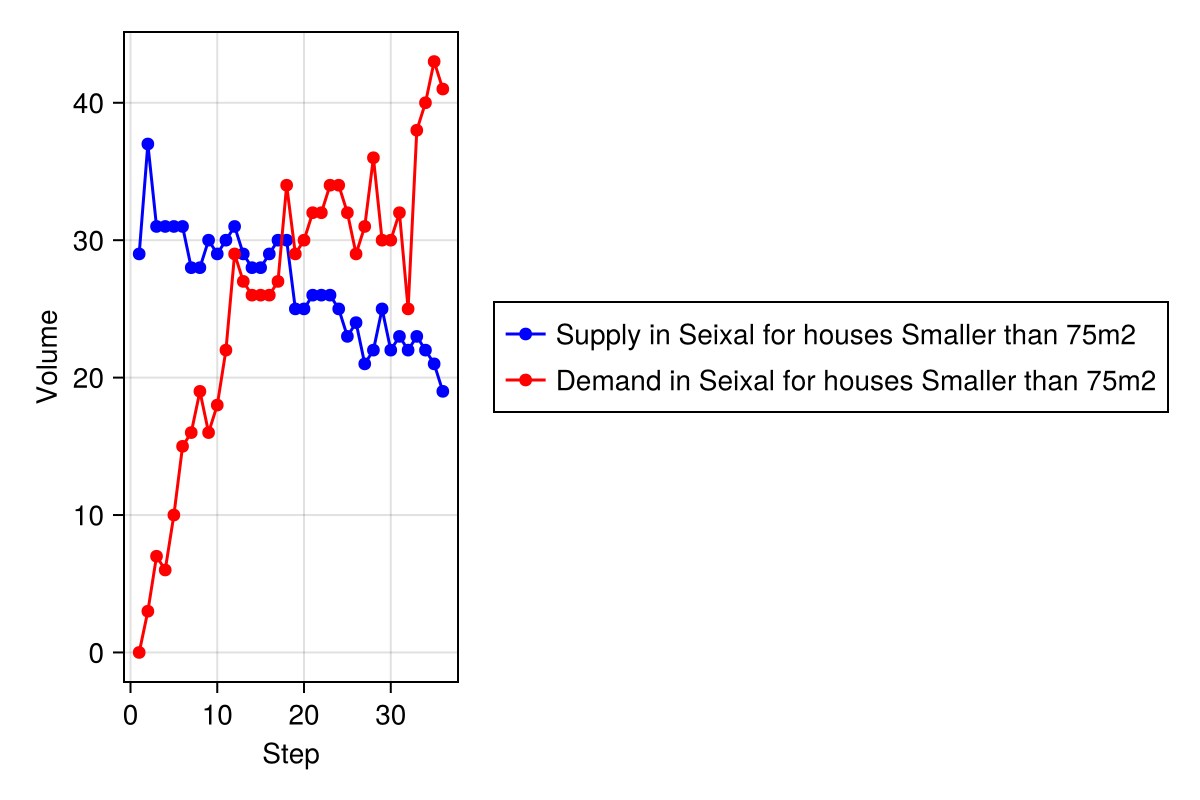 40
30
20
10
0
Volume
0 10 20 30
Step
Supply in Seixal for houses Smaller than 75m2
Demand in Seixal for houses Smaller than 75m2